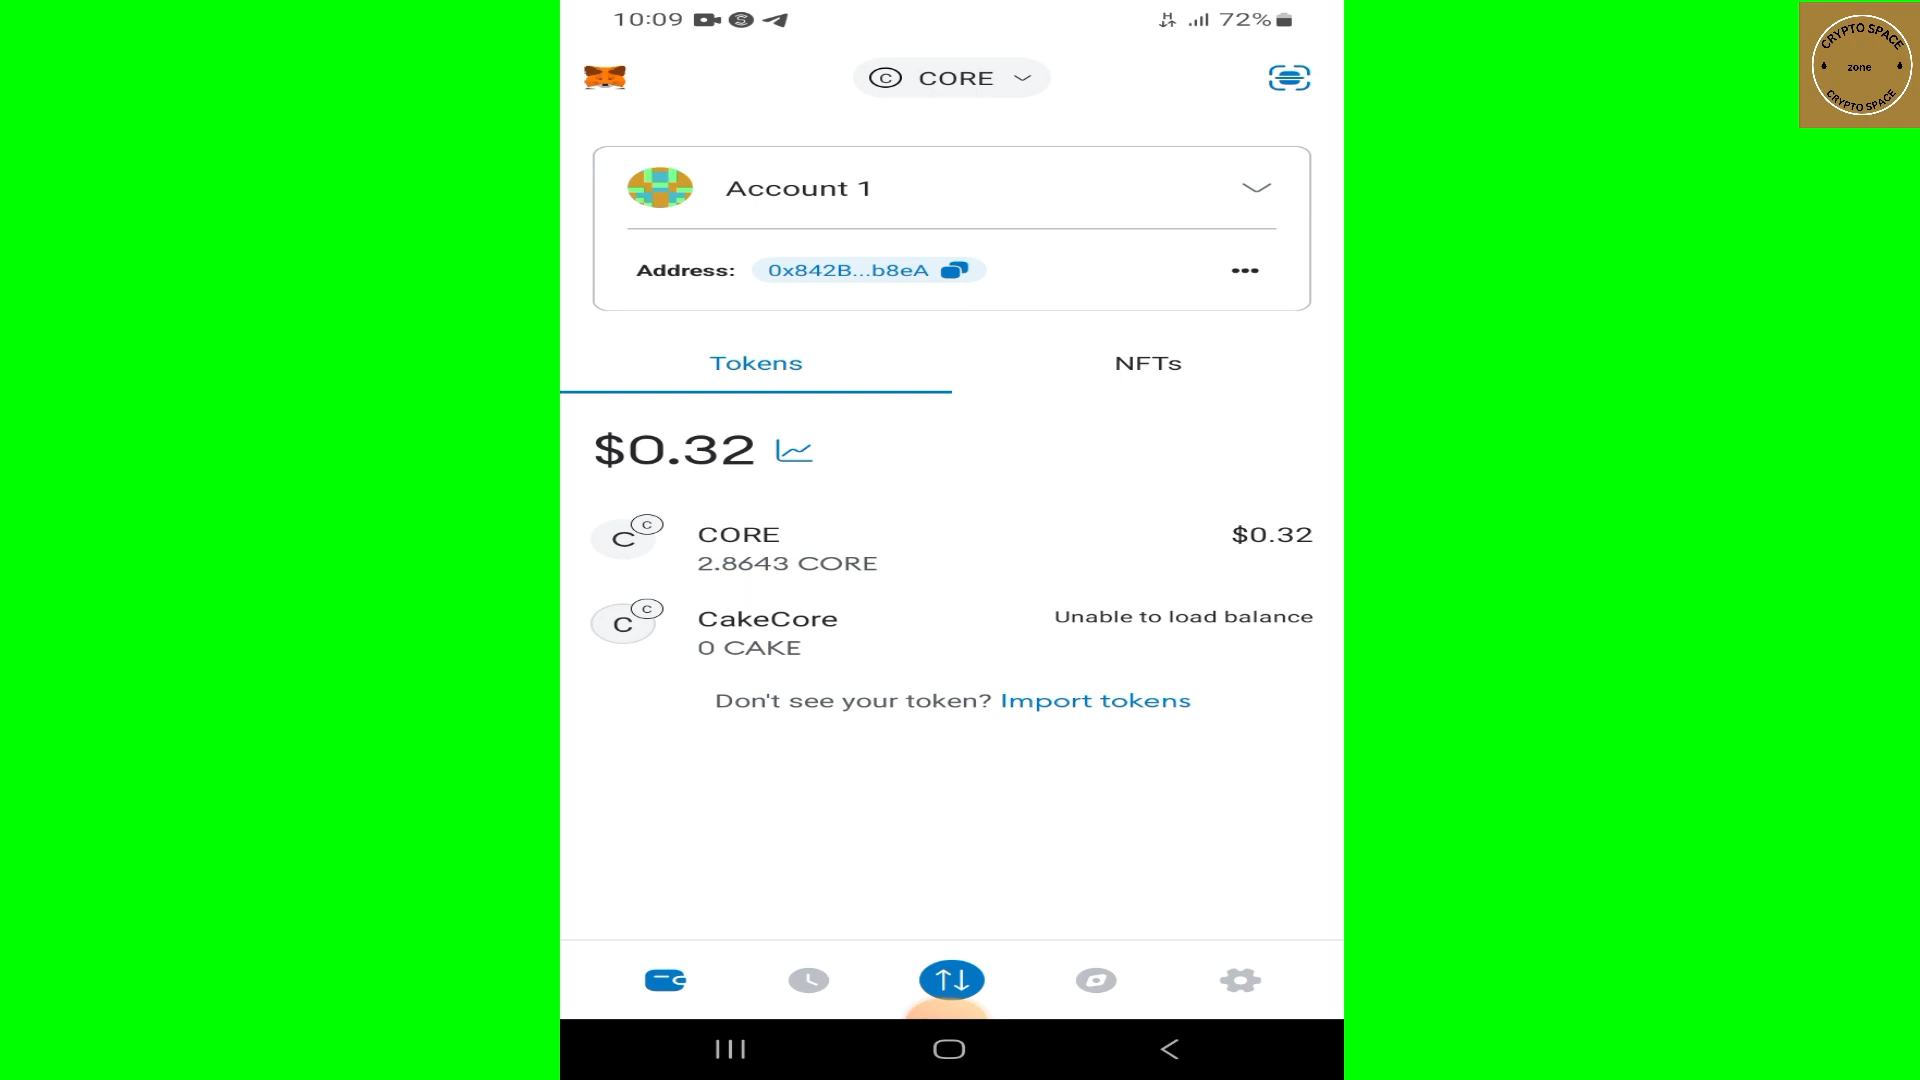 10:09 72%
CRYPTO SPACE
zone
CRYPTO SPACE
C CORE
Account 1
Address: 0x842B...b8eA
Tokens NFTs
$0.32
C C CORE $0.32
2.8643 CORE
C C CakeCore Unable to load balance
0 CAKE
Don't see your token? Import tokens